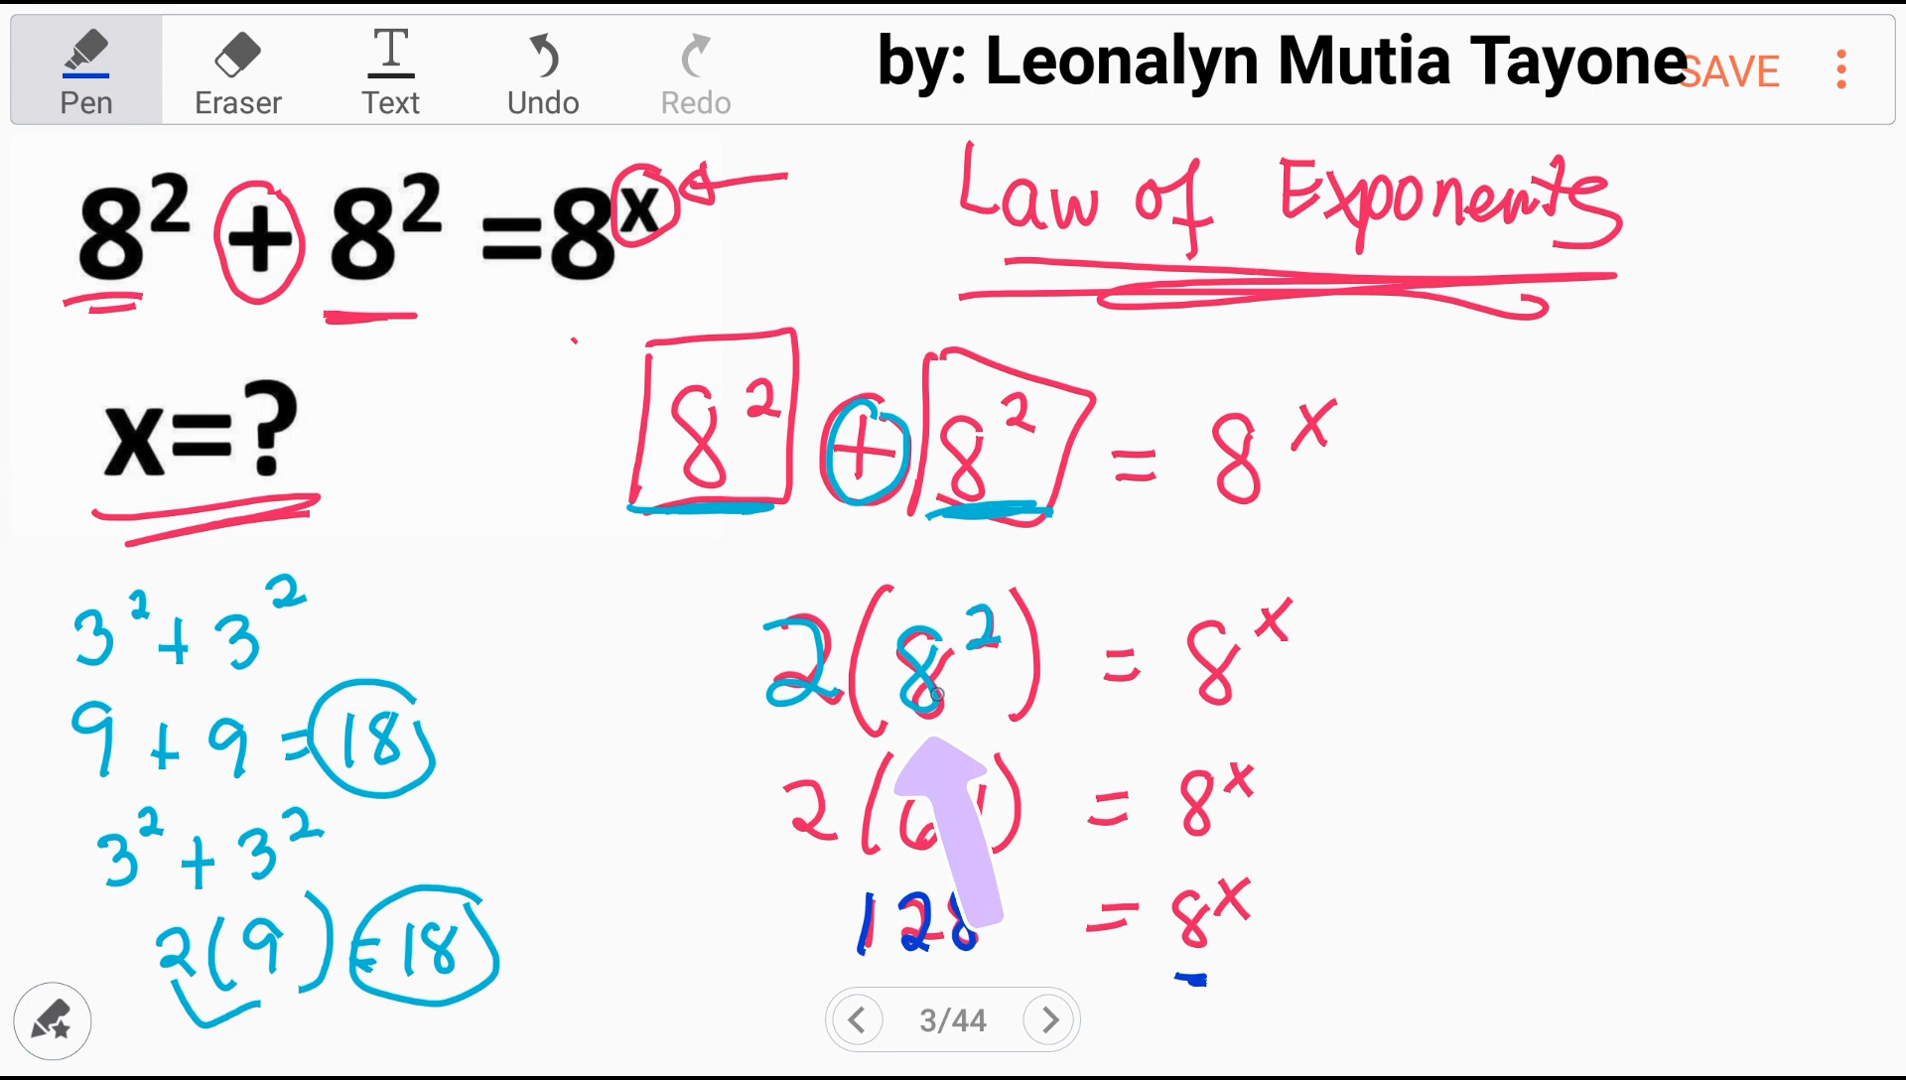 Pen Eraser Text Undo Redo by: Leonalyn Mutia Tayone SAVE
8² + 8² =8ˣ
Law of Exponents
x=?
8² + 8² = 8ˣ
3² + 3²
9 + 9 = 18
3² + 3²
2(9) = 18
2(8²) = 8ˣ
2( ) = 8ˣ
128 = 8ˣ
3/44